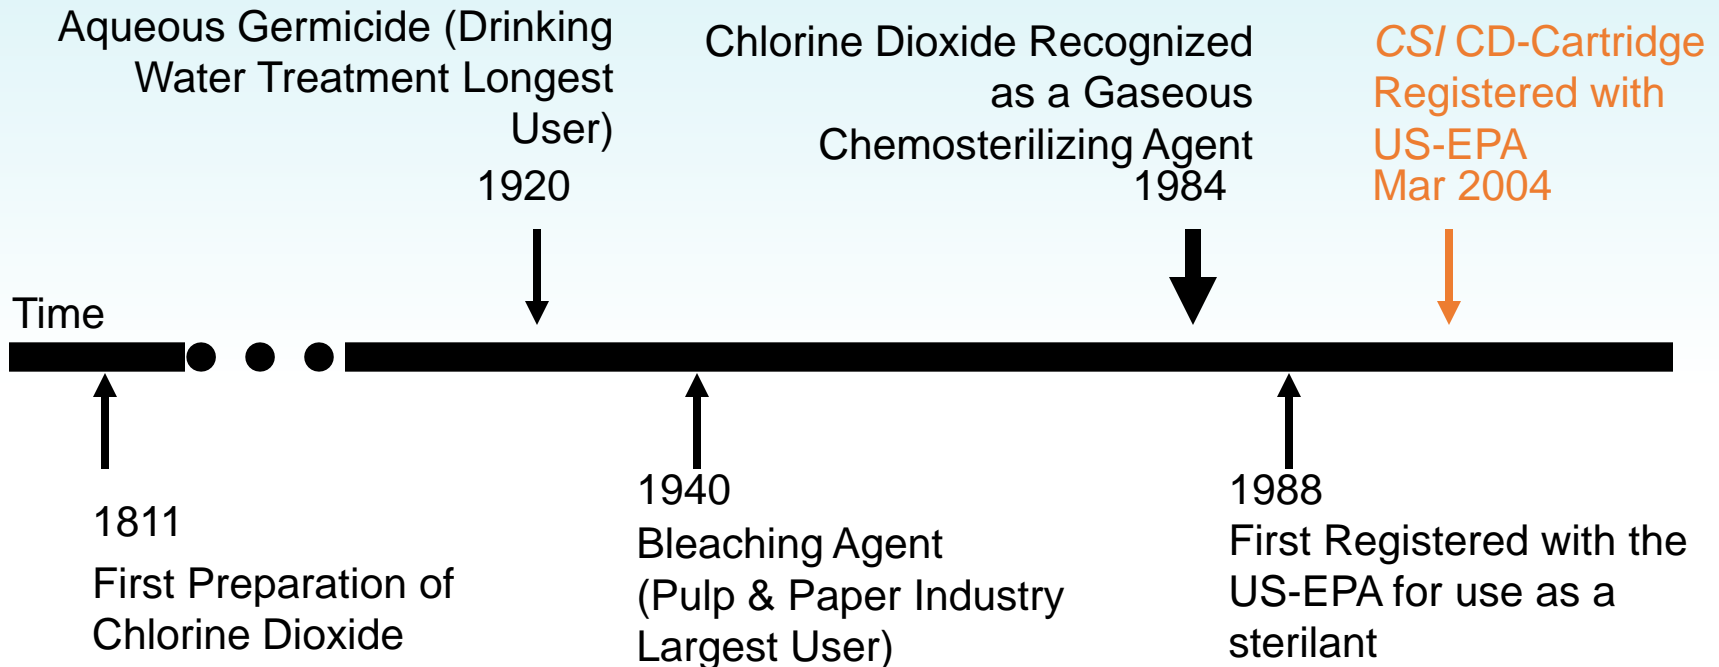 Aqueous Germicide (Drinking
Water Treatment Longest
User)
1920
Chlorine Dioxide Recognized
as a Gaseous
Chemosterilizing Agent
1984
CSI CD-Cartridge
Registered with
US-EPA
Mar 2004
Time
1811
First Preparation of
Chlorine Dioxide
1940
Bleaching Agent
(Pulp & Paper Industry
Largest User)
1988
First Registered with the
US-EPA for use as a
sterilant